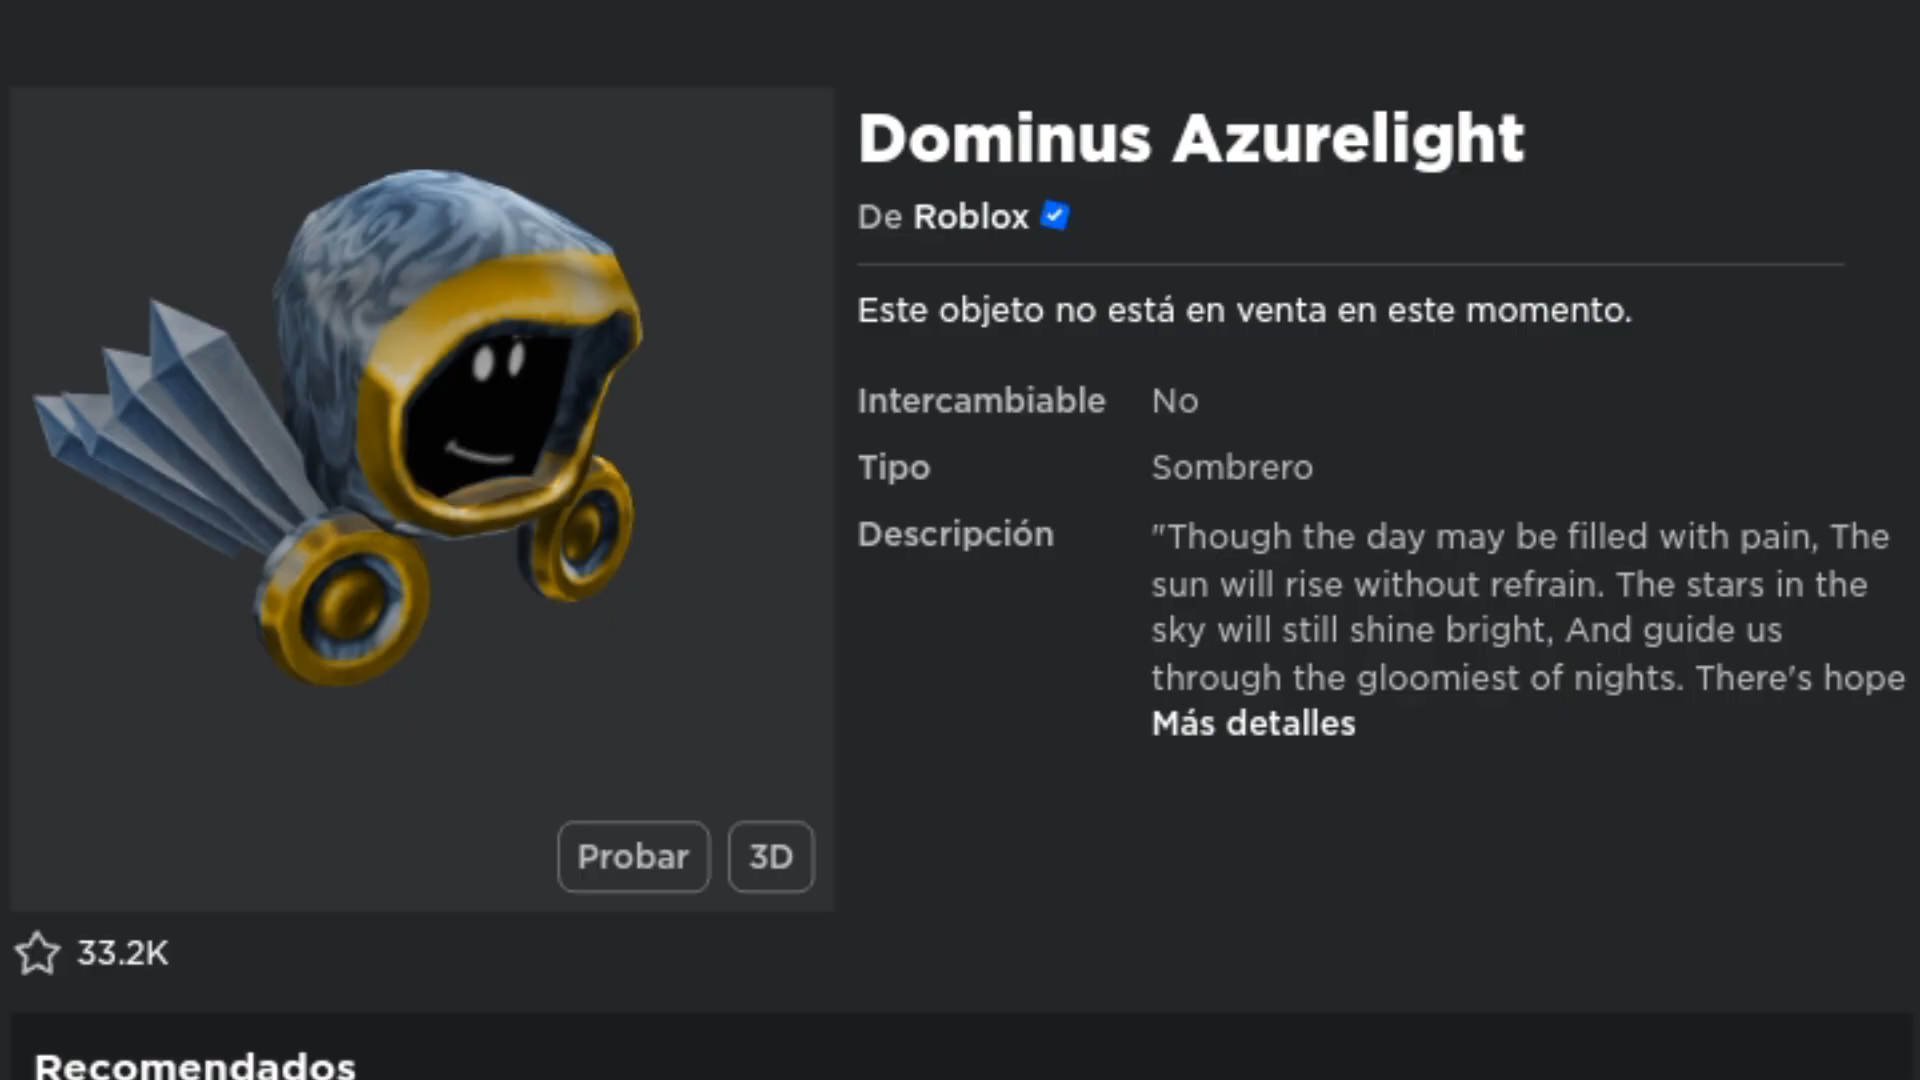 Dominus Azurelight
De Roblox
Este objeto no está en venta en este momento.
Intercambiable No
Tipo Sombrero
Descripción "Though the day may be filled with pain, The
sun will rise without refrain. The stars in the
sky will still shine bright, And guide us
through the gloomiest of nights. There's hope
Más detalles
Probar 3D
33.2K
Recomendados